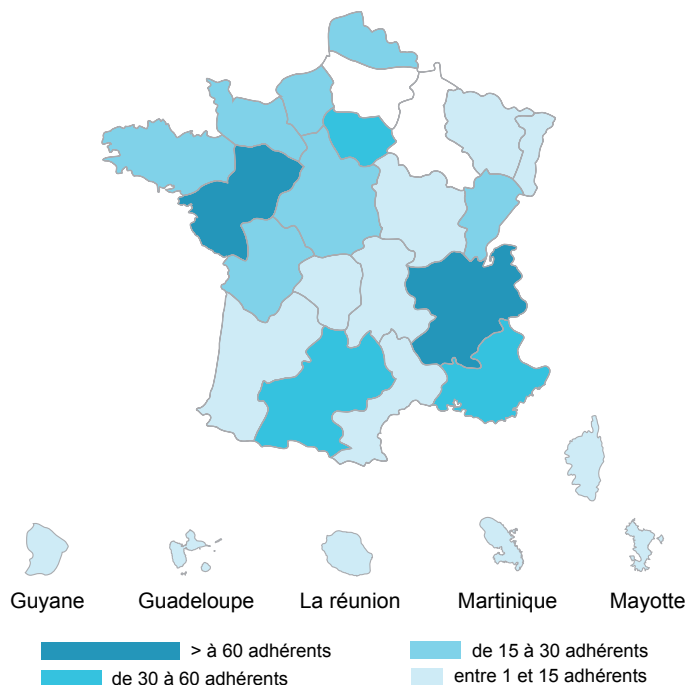 Guyane Guadeloupe La réunion Martinique Mayotte
> à 60 adhérents de 15 à 30 adhérents
de 30 à 60 adhérents entre 1 et 15 adhérents